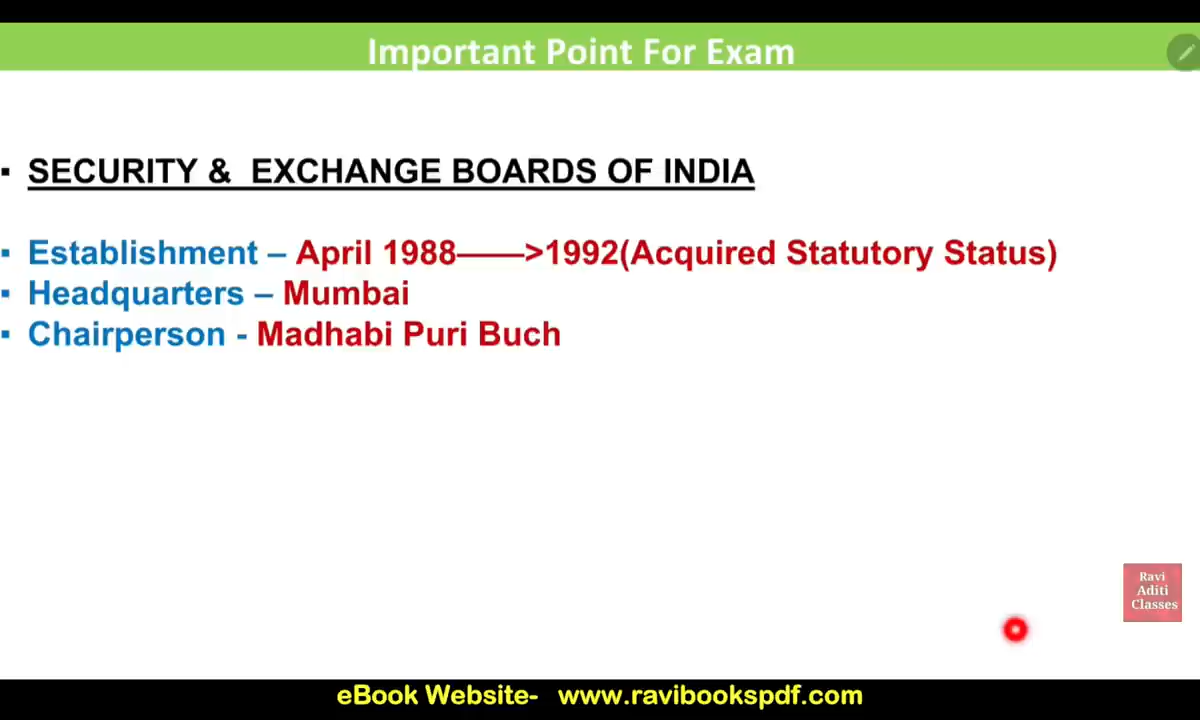 Important Point For Exam
▪ SECURITY & EXCHANGE BOARDS OF INDIA
▪ Establishment – April 1988——>1992(Acquired Statutory Status)
▪ Headquarters – Mumbai
▪ Chairperson - Madhabi Puri Buch
Ravi
Aditi
Classes
eBook Website- www.ravibookspdf.com